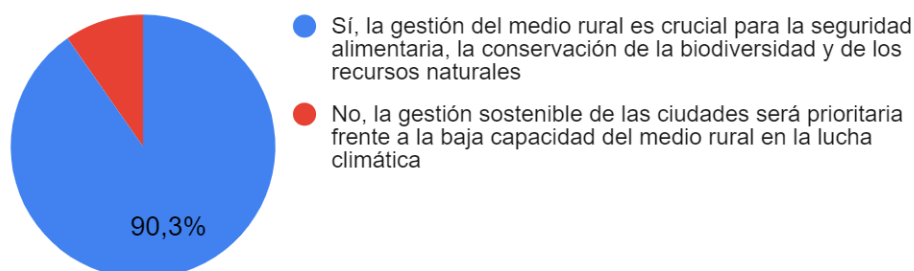 Sí, la gestión del medio rural es crucial para la seguridad
alimentaria, la conservación de la biodiversidad y de los
recursos naturales
No, la gestión sostenible de las ciudades será prioritaria
frente a la baja capacidad del medio rural en la lucha
climática
90,3%